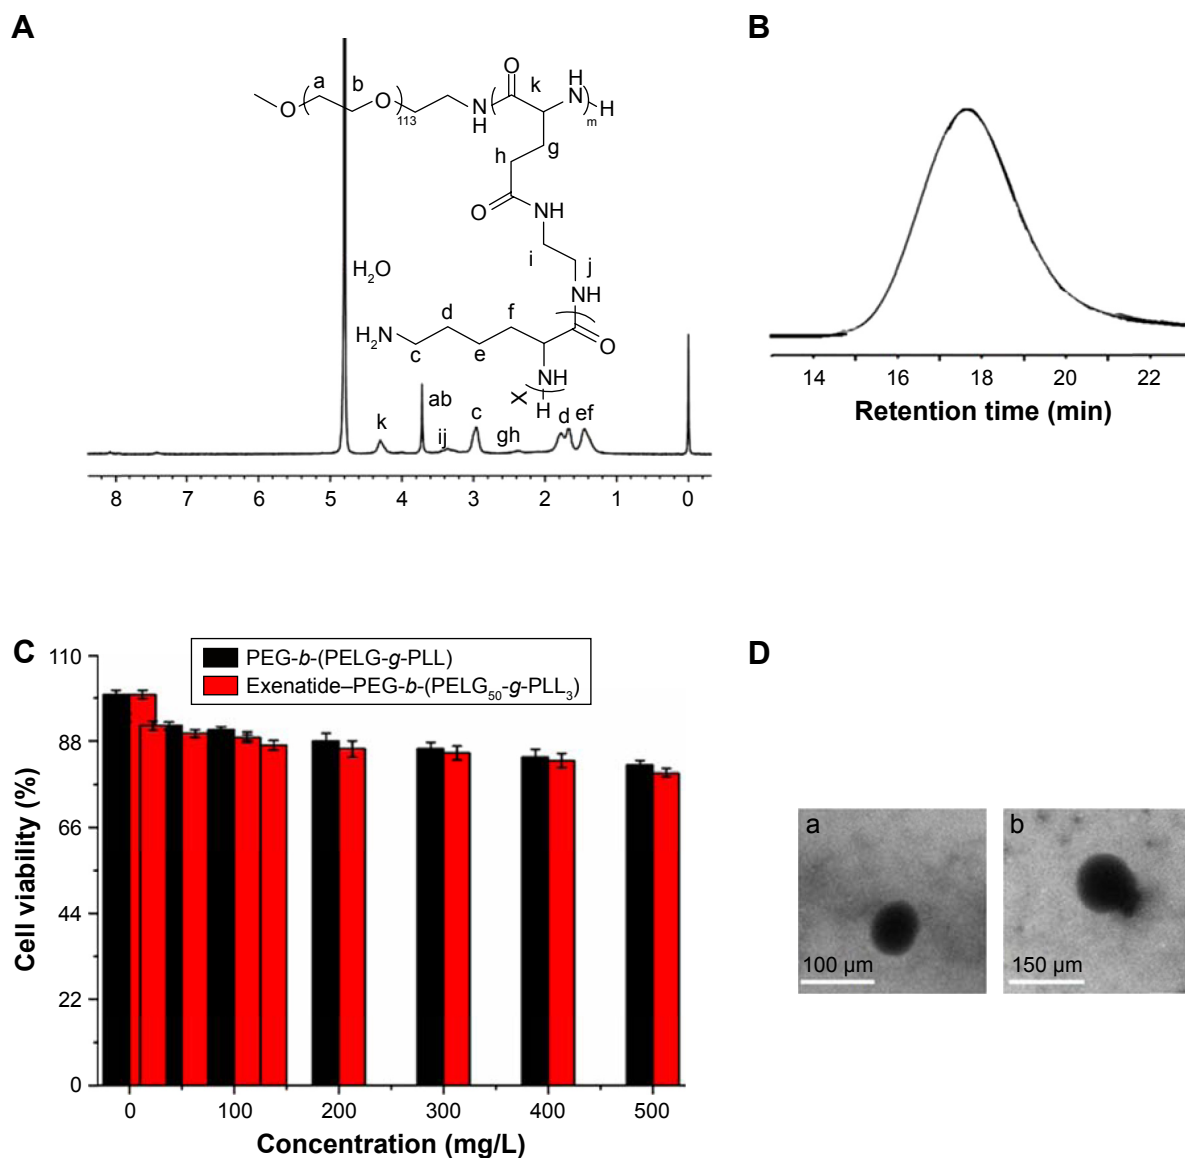 A
a
b
O
O
113
N
H
O
k
H
N
H
m
g
h
O
NH
i
j
NH
H₂O
d
f
H₂N
c
e
O
NH
X
H
k
ab
ij
c
gh
d
ef
8 7 6 5 4 3 2 1 0
B
14 16 18 20 22
Retention time (min)
C
PEG-b-(PELG-g-PLL)
Exenatide–PEG-b-(PELG₅₀-g-PLL₃)
110
88
66
44
22
0
Cell viability (%)
0 100 200 300 400 500
Concentration (mg/L)
D
a
100 µm
b
150 µm